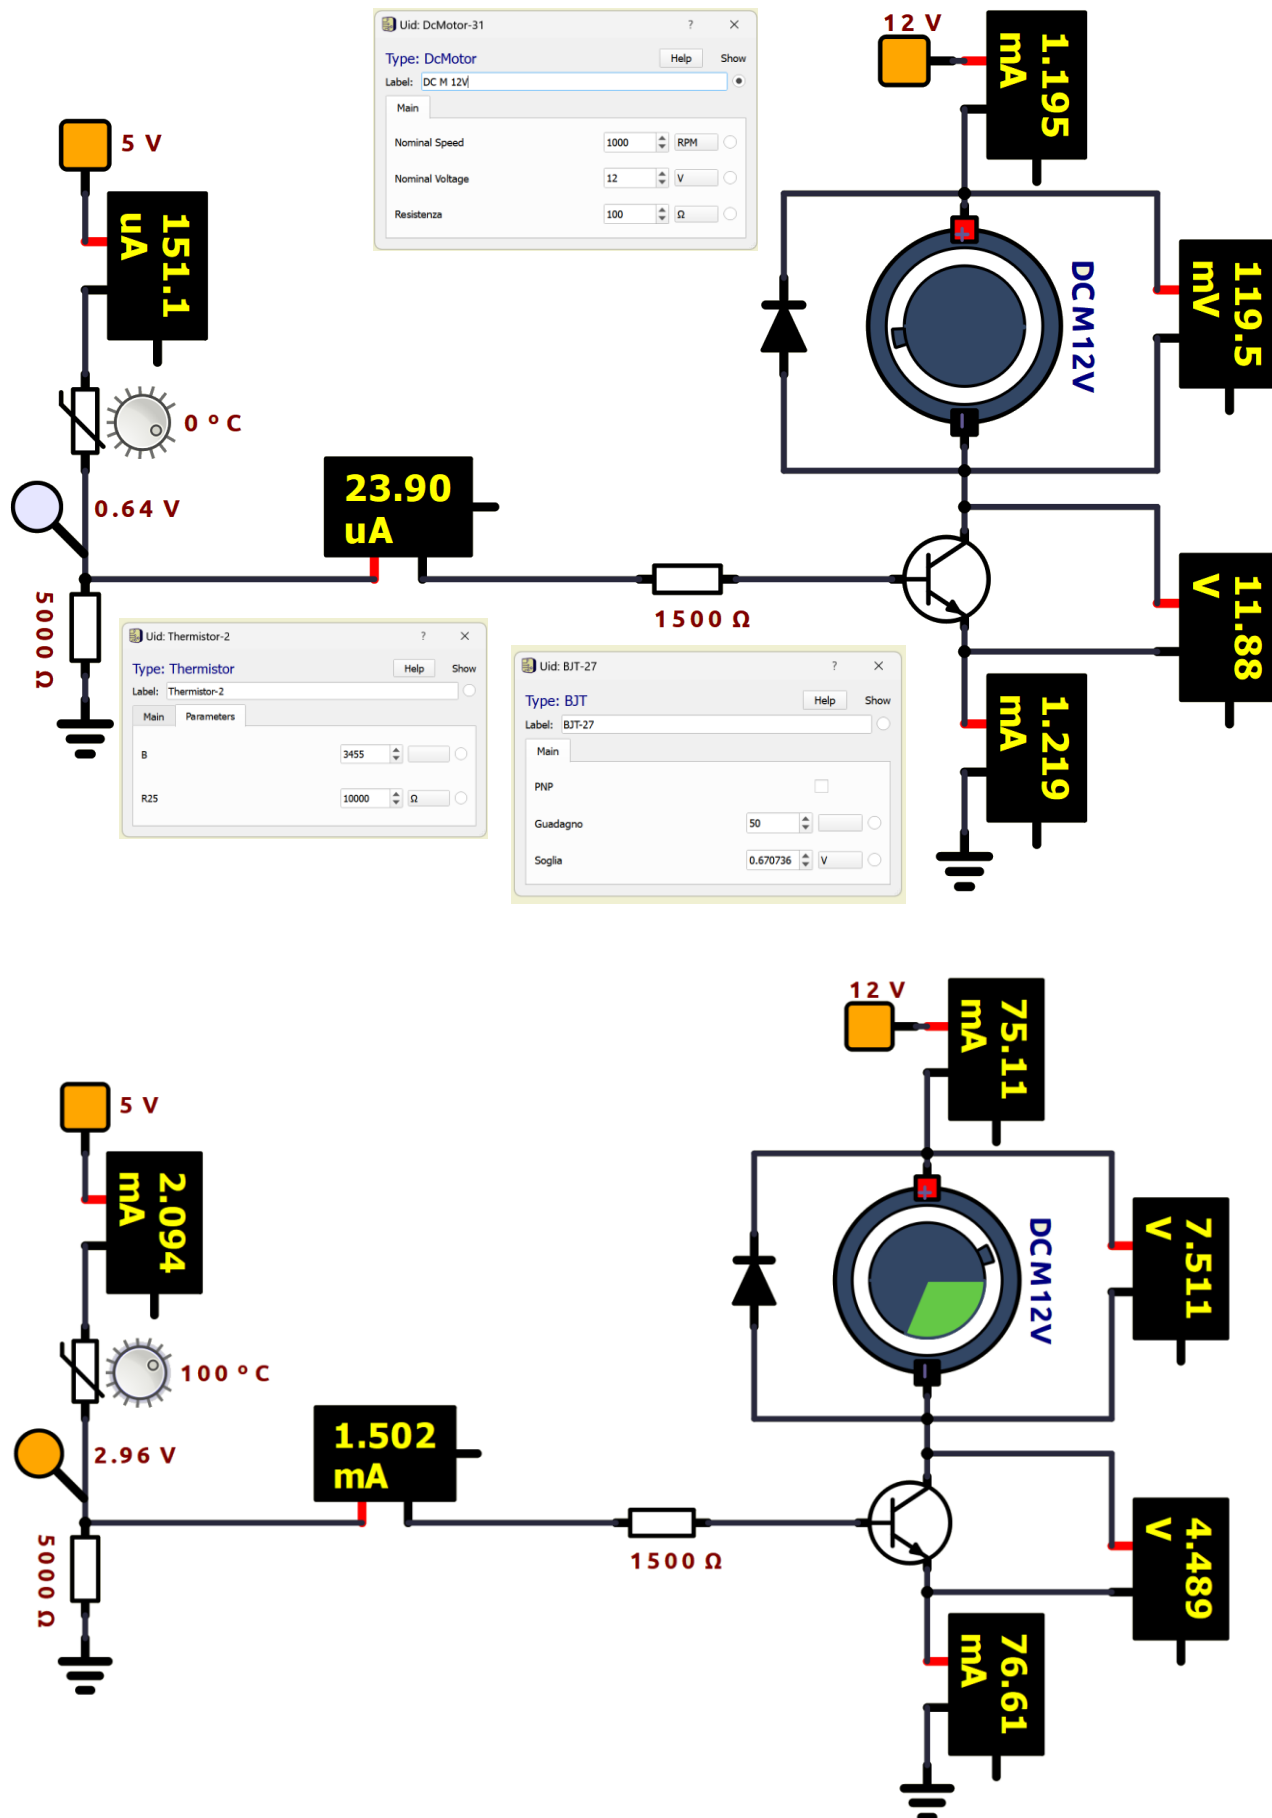 Uid: DcMotor-31
?
Type: DcMotor
Help
Show
Label: DC M 12V
Main
Nominal Speed 1000 RPM
Nominal Voltage 12 V
Resistenza 100 Ω
12 V
1.195
mA
5 V
151.1
uA
DC M 12V
119.5
mV
0 º C
0.64 V
23.90
uA
1500 Ω
5000 Ω
11.88
V
1.219
mA
Uid: Thermistor-2
?
Type: Thermistor
Help
Show
Label: Thermistor-2
Main Parameters
B 3455
R25 10000 Ω
Uid: BJT-27
?
Type: BJT
Help
Show
Label: BJT-27
Main
PNP
Guadagno 50
Soglia 0.670736 V
12 V
75.11
mA
5 V
2.094
mA
DC M 12V
7.511
V
100 º C
2.96 V
1.502
mA
1500 Ω
5000 Ω
4.489
V
76.61
mA